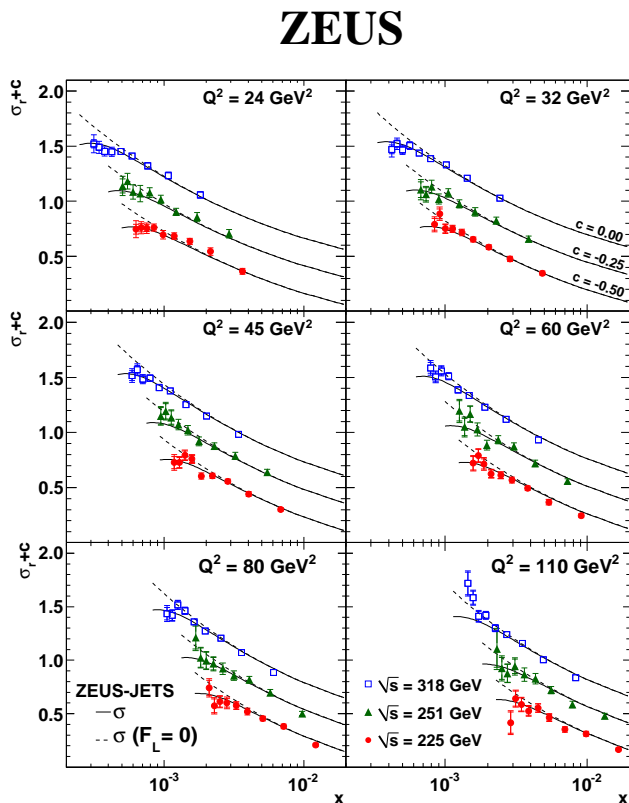 ZEUS
σr+c
2.0
1.5
1.0
0.5
Q² = 24 GeV²
Q² = 32 GeV²
c = 0.00
c = -0.25
c = -0.50
σr+c
2.0
1.5
1.0
0.5
Q² = 45 GeV²
Q² = 60 GeV²
σr+c
2.0
1.5
1.0
0.5
Q² = 80 GeV²
Q² = 110 GeV²
ZEUS-JETS
σ
σ (F_L = 0)
√s = 318 GeV
√s = 251 GeV
√s = 225 GeV
10⁻³ 10⁻² 10⁻³ 10⁻²
x x